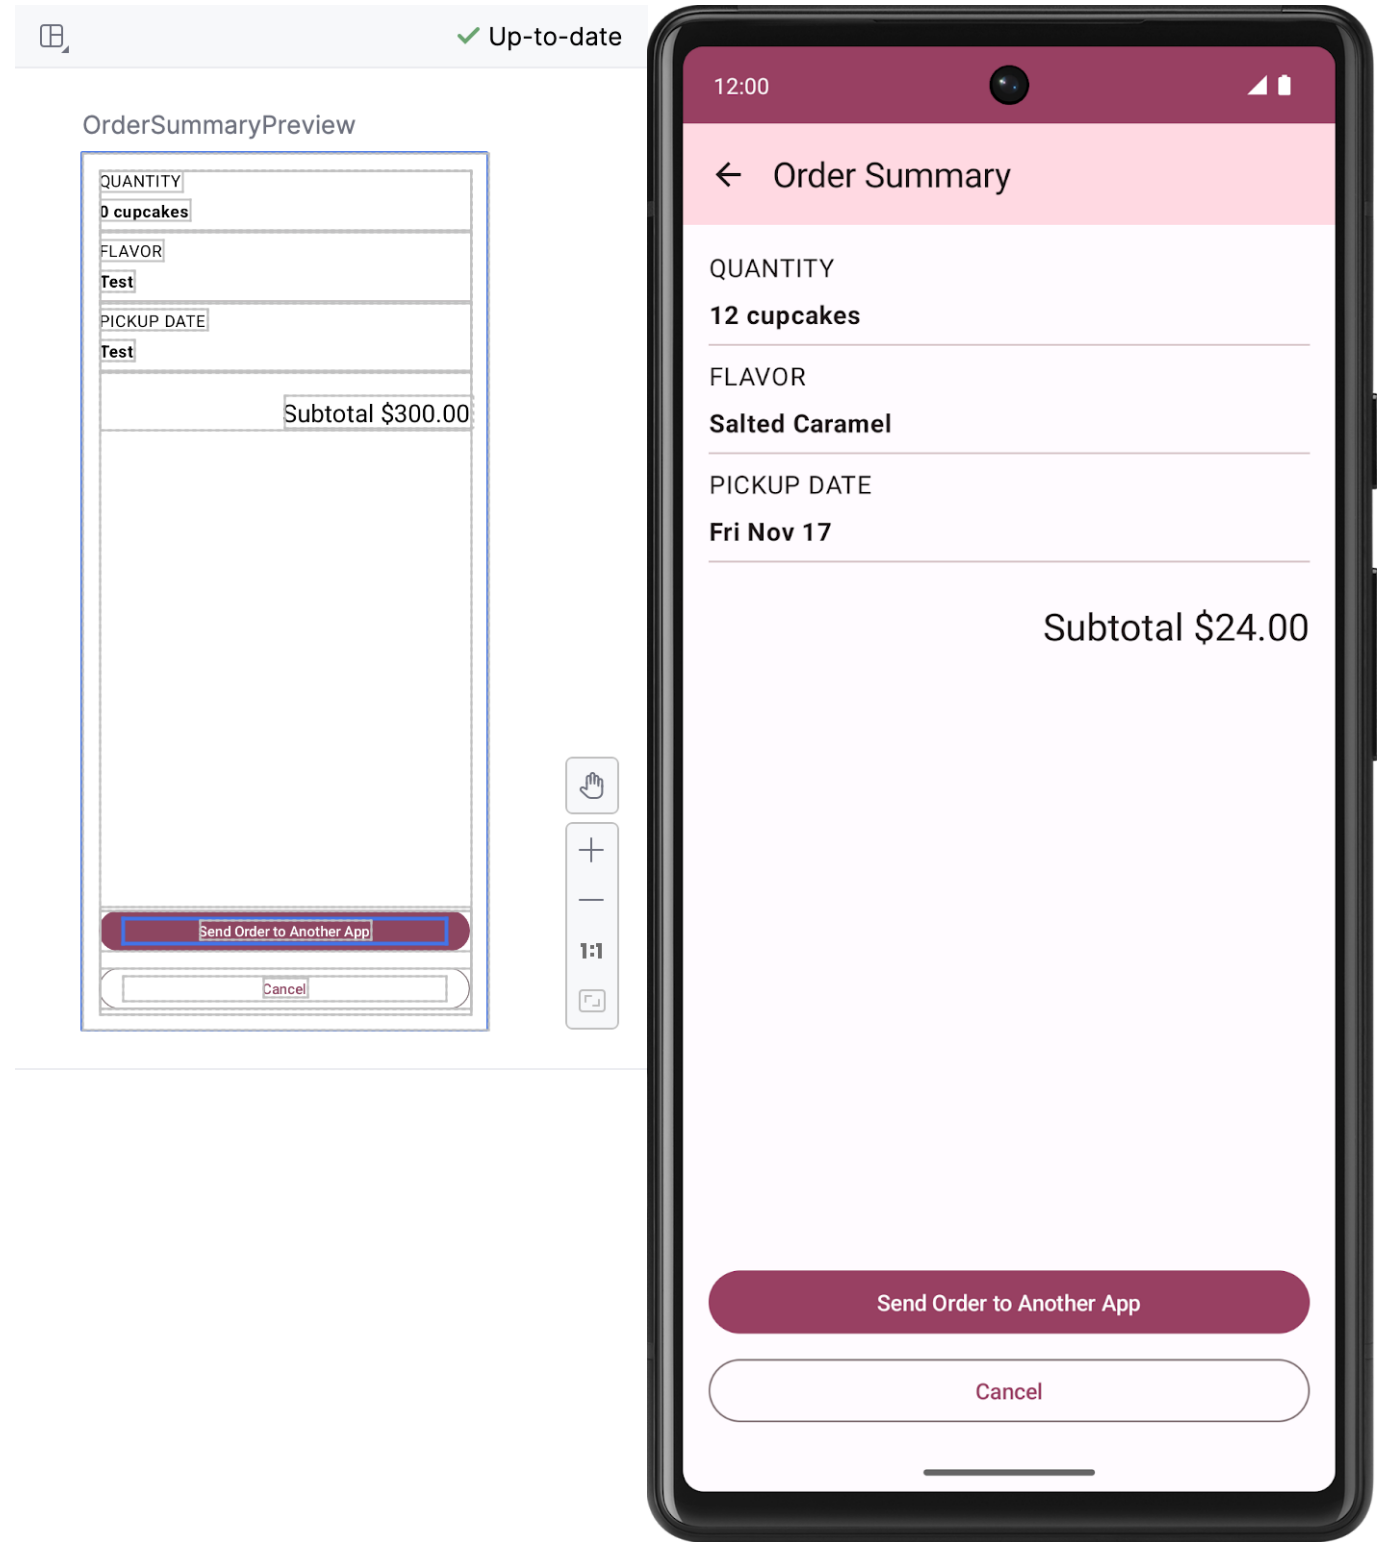 Up-to-date
OrderSummaryPreview
QUANTITY
0 cupcakes
FLAVOR
Test
PICKUP DATE
Test
Subtotal $300.00
Send Order to Another App
Cancel
1:1
12:00
Order Summary
QUANTITY
12 cupcakes
FLAVOR
Salted Caramel
PICKUP DATE
Fri Nov 17
Subtotal $24.00
Send Order to Another App
Cancel